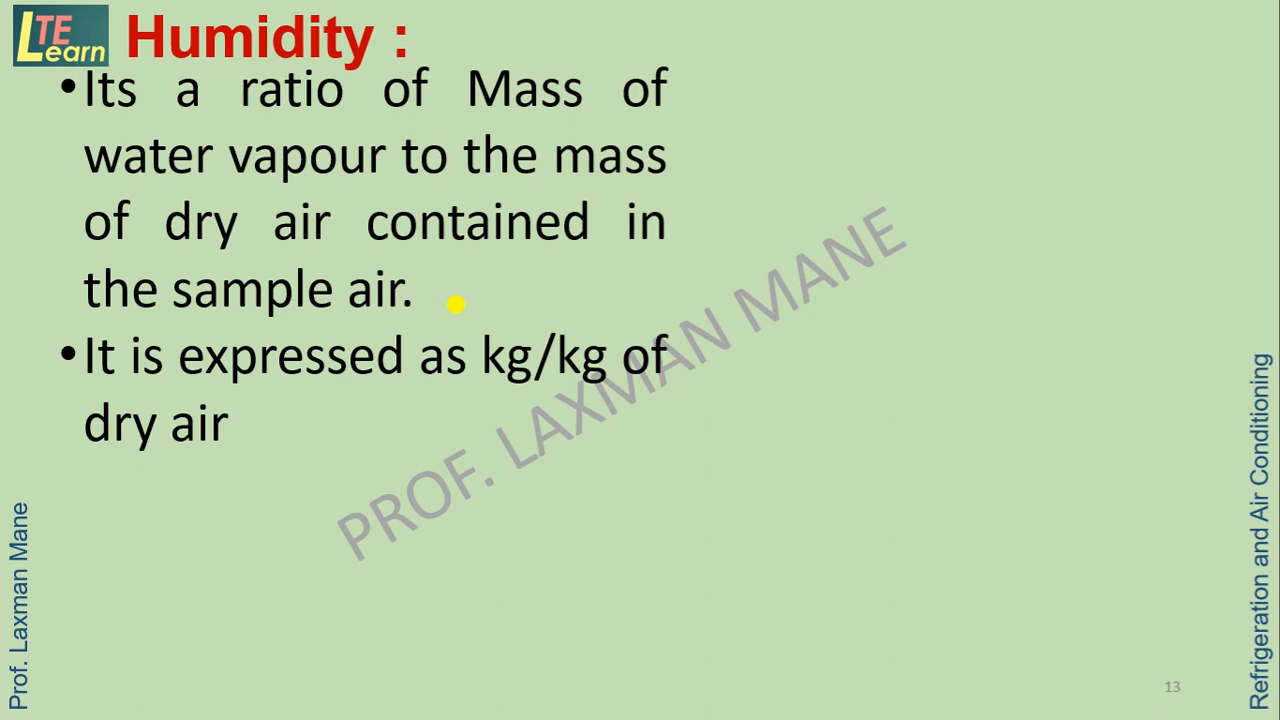 LTE
Learn
Humidity :
•Its a ratio of Mass of
water vapour to the mass
of dry air contained in
the sample air.
•It is expressed as kg/kg of
dry air
PROF. LAXMAN MANE
Prof. Laxman Mane
Refrigeration and Air Conditioning
13